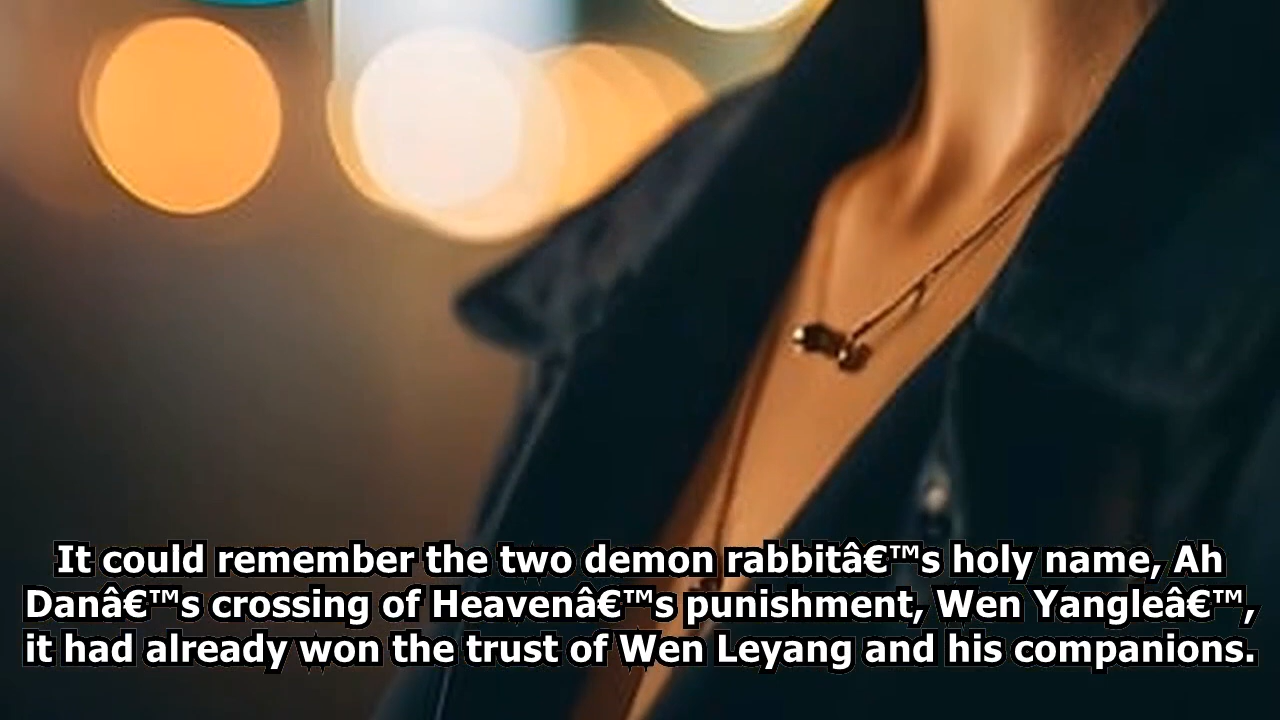 It could remember the two demon rabbitâ€™s holy name, Ah
Danâ€™s crossing of Heavenâ€™s punishment, Wen Yangleâ€™,
it had already won the trust of Wen Leyang and his companions.